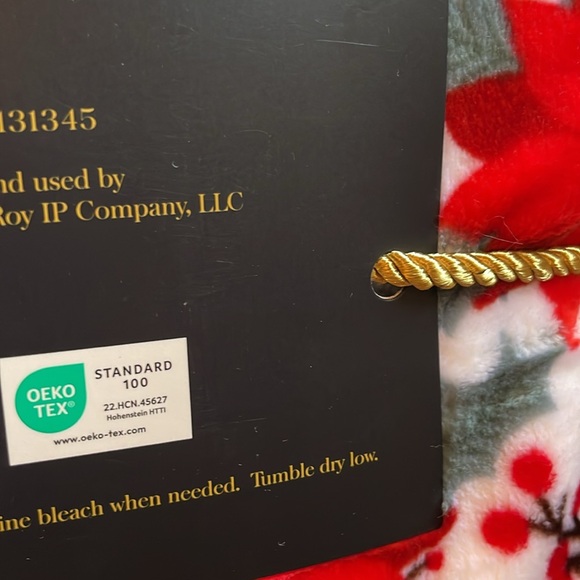 131345
nd used by
Roy IP Company, LLC
OEKO
TEX®
STANDARD
100
22.HCN.45627
Hohenstein HTTI
www.oeko-tex.com
ine bleach when needed. Tumble dry low.